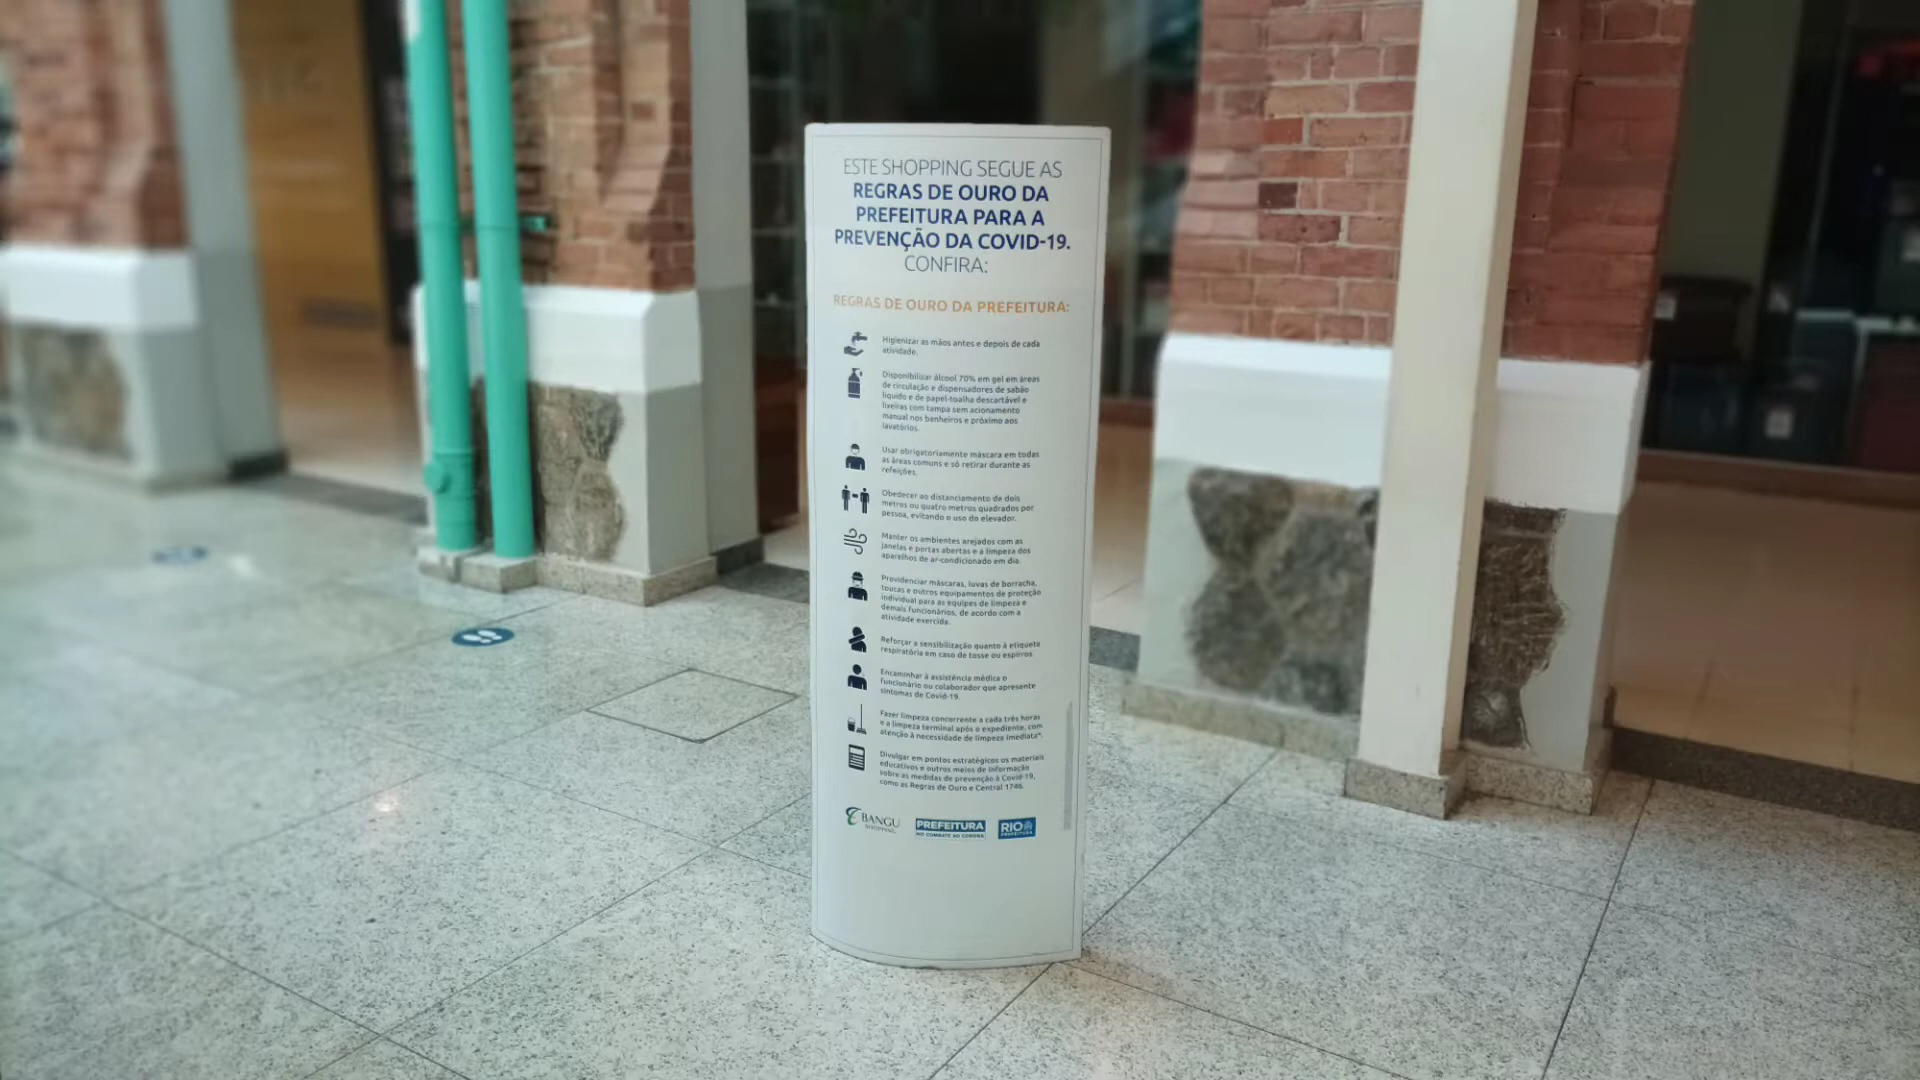 ESTE SHOPPING SEGUE AS
REGRAS DE OURO DA
PREFEITURA PARA A
PREVENÇÃO DA COVID-19.
CONFIRA:
REGRAS DE OURO DA PREFEITURA:
Higienizar as mãos antes e depois de cada
atividade.
Disponibilizar álcool 70% em gel em áreas
de circulação e dispensadores de sabão
líquido e de papel-toalha descartável e
lixeiras com tampa sem acionamento
manual nos banheiros e próximo aos
lavatórios.
Usar obrigatoriamente máscara em todas
as áreas comuns e só retirar durante as
refeições.
Obedecer ao distanciamento de dois
metros ou quatro metros quadrados por
pessoa, evitando o uso do elevador.
Manter os ambientes arejados com as
janelas e portas abertas e a limpeza dos
aparelhos de ar-condicionado em dia.
Providenciar máscaras, luvas de borracha,
toucas e outros equipamentos de proteção
individual para as equipes de limpeza e
demais funcionários, de acordo com a
atividade exercida.
Reforçar a sensibilização quanto à etiqueta
respiratória em caso de tosse ou espirros.
Encaminhar à assistência médica o
funcionário ou colaborador que apresente
sintomas de Covid-19.
Fazer limpeza concorrente a cada três horas
e a limpeza terminal após o expediente, com
atenção à necessidade de limpeza imediata*.
Divulgar em pontos estratégicos os materiais
educativos e outros meios de informação
sobre as medidas de prevenção à Covid-19,
como as Regras de Ouro e Central 1746.
BANGU
SHOPPING
PREFEITURA
NO COMBATE AO CORONA
RIO
PREFEITURA